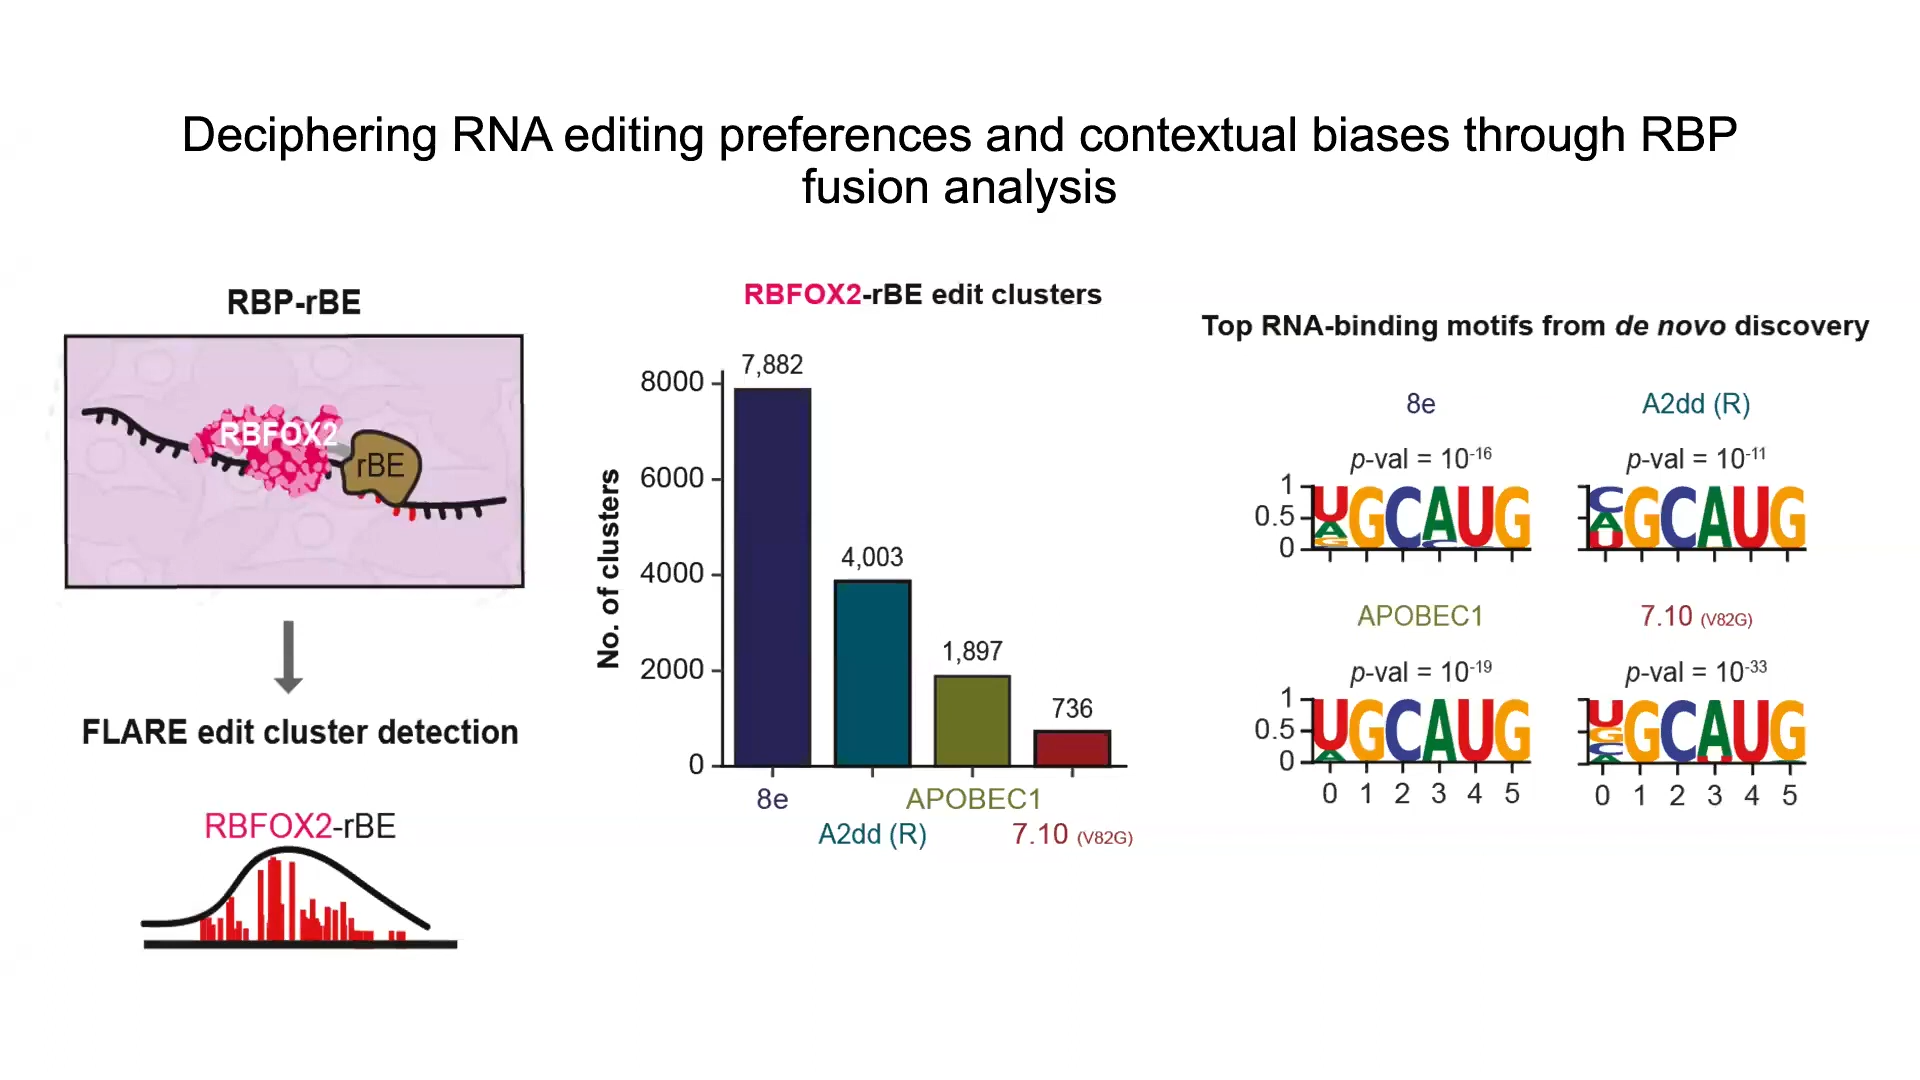 Deciphering RNA editing preferences and contextual biases through RBP
fusion analysis
RBP-rBE
RBFOX2
rBE
FLARE edit cluster detection
RBFOX2-rBE
RBFOX2-rBE edit clusters
No. of clusters
8000
6000
4000
2000
0
7,882
4,003
1,897
736
8e
APOBEC1
A2dd (R)
7.10 (V82G)
Top RNA-binding motifs from de novo discovery
8e
p-val = 10-16
1
0.5
0
UAGGCAUG
A2dd (R)
p-val = 10-11
CAUGCAUG
APOBEC1
p-val = 10-19
1
0.5
0
UAGCAUG
0 1 2 3 4 5
7.10 (V82G)
p-val = 10-33
UGCAGCAUG
0 1 2 3 4 5